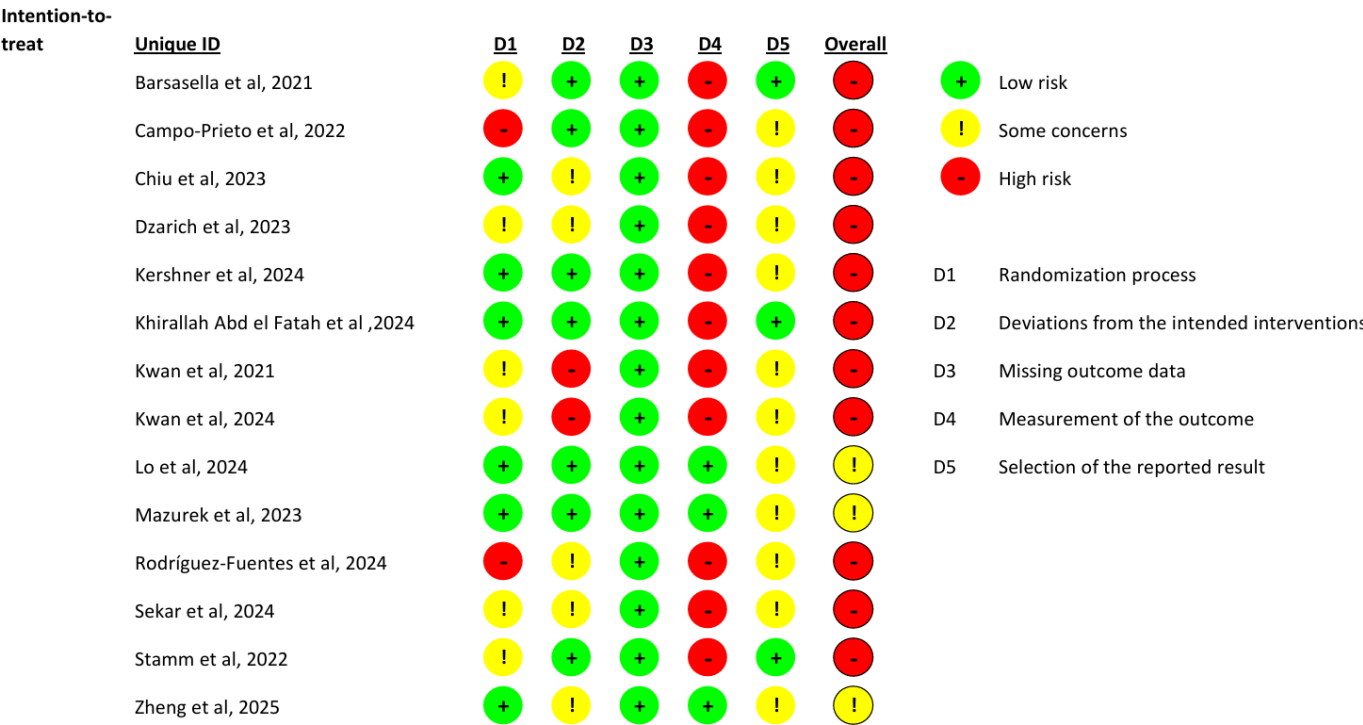 Intention-to-
treat Unique ID D1 D2 D3 D4 D5 Overall
Barsasella et al, 2021 ! + + - + - + Low risk
Campo-Prieto et al, 2022 - + + - ! - ! Some concerns
Chiu et al, 2023 + ! + - ! - - High risk
Dzarich et al, 2023 ! ! + - ! -
Kershner et al, 2024 + + + - ! - D1 Randomization process
Khirallah Abd el Fatah et al ,2024 + + + - + - D2 Deviations from the intended interventions
Kwan et al, 2021 ! - + - ! - D3 Missing outcome data
Kwan et al, 2024 ! - + - ! - D4 Measurement of the outcome
Lo et al, 2024 + + + + ! ! D5 Selection of the reported result
Mazurek et al, 2023 + + + + ! !
Rodríguez-Fuentes et al, 2024 - ! + - ! -
Sekar et al, 2024 ! ! + - ! -
Stamm et al, 2022 ! + + - + -
Zheng et al, 2025 + ! + + ! !